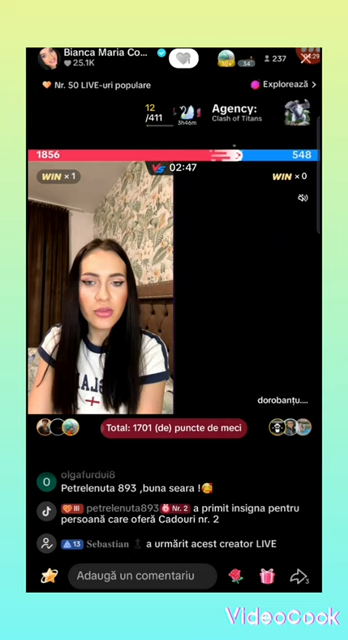 Bianca Maria Co...
25.1K
237
Nr. 50 LIVE-uri populare
Explorează >
12
/411
3h46m
Agency:
Clash of Titans
1856
548
WIN × 1
VS 02:47
WIN × 0
dorobanțu....
Total: 1701 (de) puncte de meci
olgafurdui8
Petrelenuta 893 ,buna seara !
III petrelenuta893 Nr. 2 a primit insigna pentru
persoană care oferă Cadouri nr. 2
13 Sebastian a urmărit acest creator LIVE
Adaugă un comentariu
VideoCook